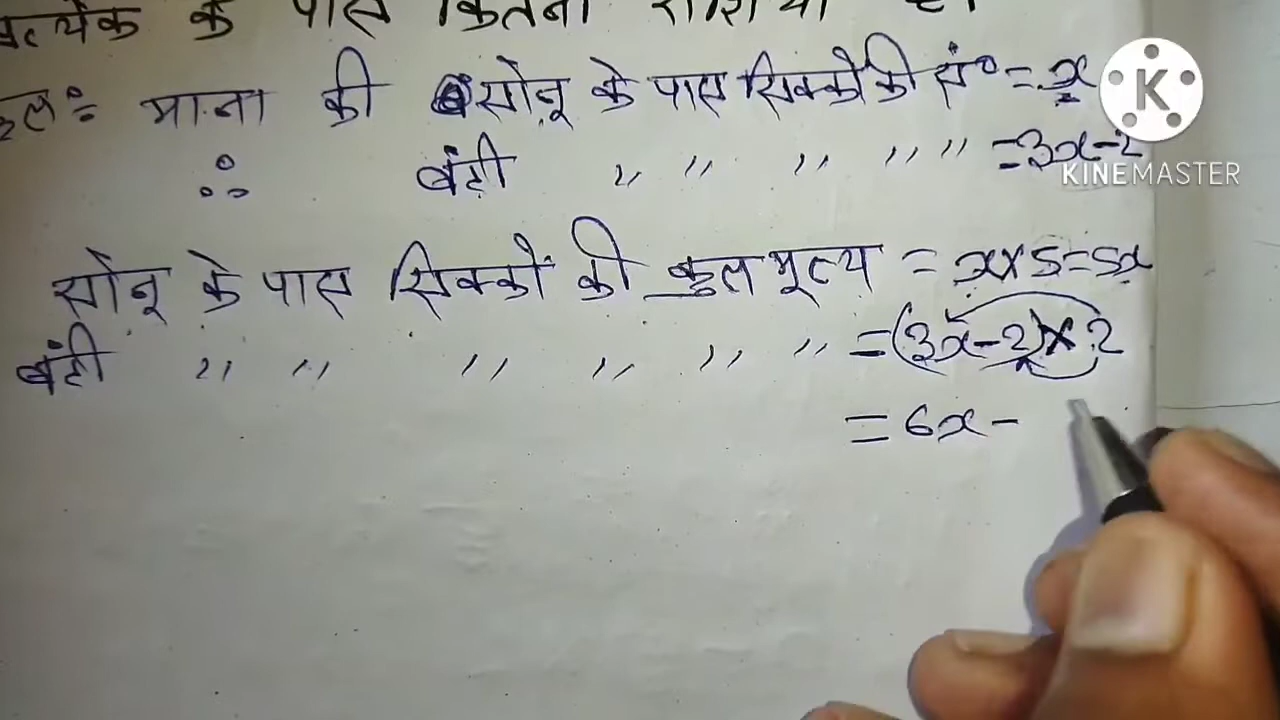 प्रत्येक के पास कितनी राशियाँ है।
हलः= माना की सोनू के पास सिक्कों की सं० = x
∴ बंटी " " " " " = 3x-2
सोनू के पास सिक्कों की कुल मूल्य = x×5=5x
बंटी " " " " " " = (3x-2)×2
= 6x-
K
KINEMASTER